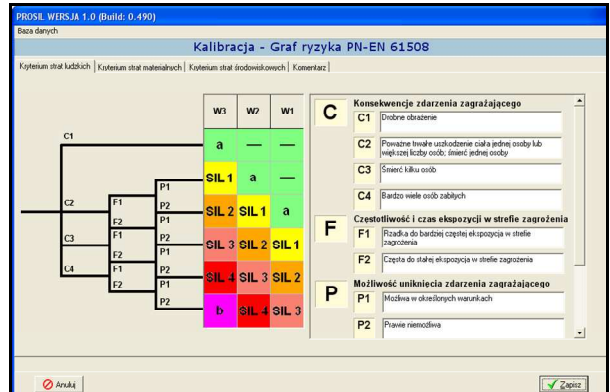 PROSIL WERSJA 1.0 (Build: 0.490)
Baza danych
Kalibracja - Graf ryzyka PN-EN 61508
Kryterium strat ludzkich Kryterium strat materialnych Kryterium strat środowiskowych Komentarz
W3 W2 W1
C1
a — —
P1
SIL 1 a —
C2 F1 P2
SIL 2 SIL 1 a
F2 P1
C3 F1 P2
SIL 3 SIL 2 SIL 1
F2 P1
C4 F1 P2
SIL 4 SIL 3 SIL 2
F2 P1
P2
b SIL 4 SIL 3
C Konsekwencje zdarzenia zagrażającego
C1 Drobne obrażenie
C2 Poważne trwałe uszkodzenie ciała jednej osoby lub
większej liczby osób; śmierć jednej osoby
C3 Śmierć kilku osób
C4 Bardzo wiele osób zabitych
F Częstotliwość i czas ekspozycji w strefie zagrożenia
F1 Rzadka do bardziej częstej ekspozycja w strefie
zagrożenia
F2 Częsta do stałej ekspozycja w strefie zagrożenia
P Możliwość uniknięcia zdarzenia zagrażającego
P1 Możliwa w określonych warunkach
P2 Prawie niemożliwa
Anuluj
Zapisz